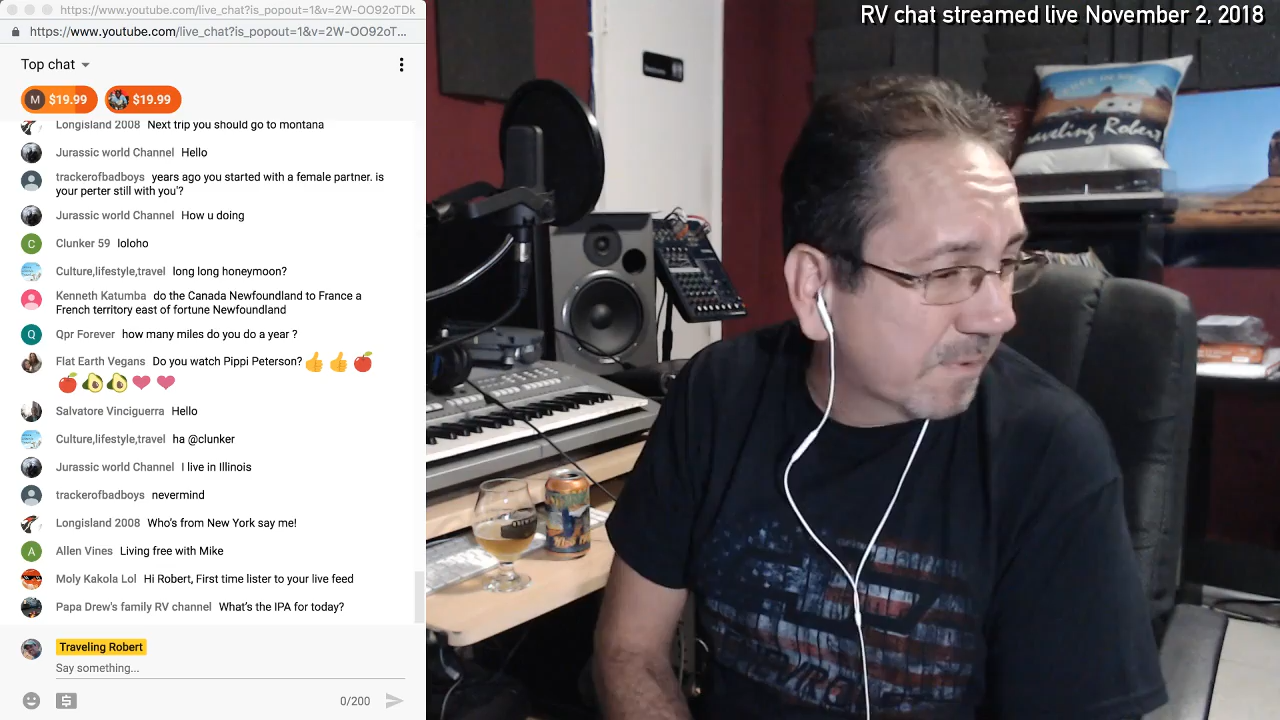 https://www.youtube.com/live_chat?is_popout=1&v=2W-OO92oTDk
https://www.youtube.com/live_chat?is_popout=1&v=2W-OO92oT...
RV chat streamed live November 2, 2018
Top chat
M $19.99 $19.99
Longisland 2008 Next trip you should go to montana
Jurassic world Channel Hello
trackerofbadboys years ago you started with a female partner. is
your perter still with you'?
Jurassic world Channel How u doing
C Clunker 59 loloho
Culture,lifestyle,travel long long honeymoon?
Kenneth Katumba do the Canada Newfoundland to France a
French territory east of fortune Newfoundland
Q Qpr Forever how many miles do you do a year ?
Flat Earth Vegans Do you watch Pippi Peterson? 👍 👍 🍎
🍎 🥑 🥑 ❤ ❤
Salvatore Vinciguerra Hello
Culture,lifestyle,travel ha @clunker
Jurassic world Channel I live in Illinois
trackerofbadboys nevermind
Longisland 2008 Who's from New York say me!
A Allen Vines Living free with Mike
Moly Kakola Lol Hi Robert, First time lister to your live feed
Papa Drew's family RV channel What's the IPA for today?
Traveling Robert
Say something...
0/200
Traveling Robert